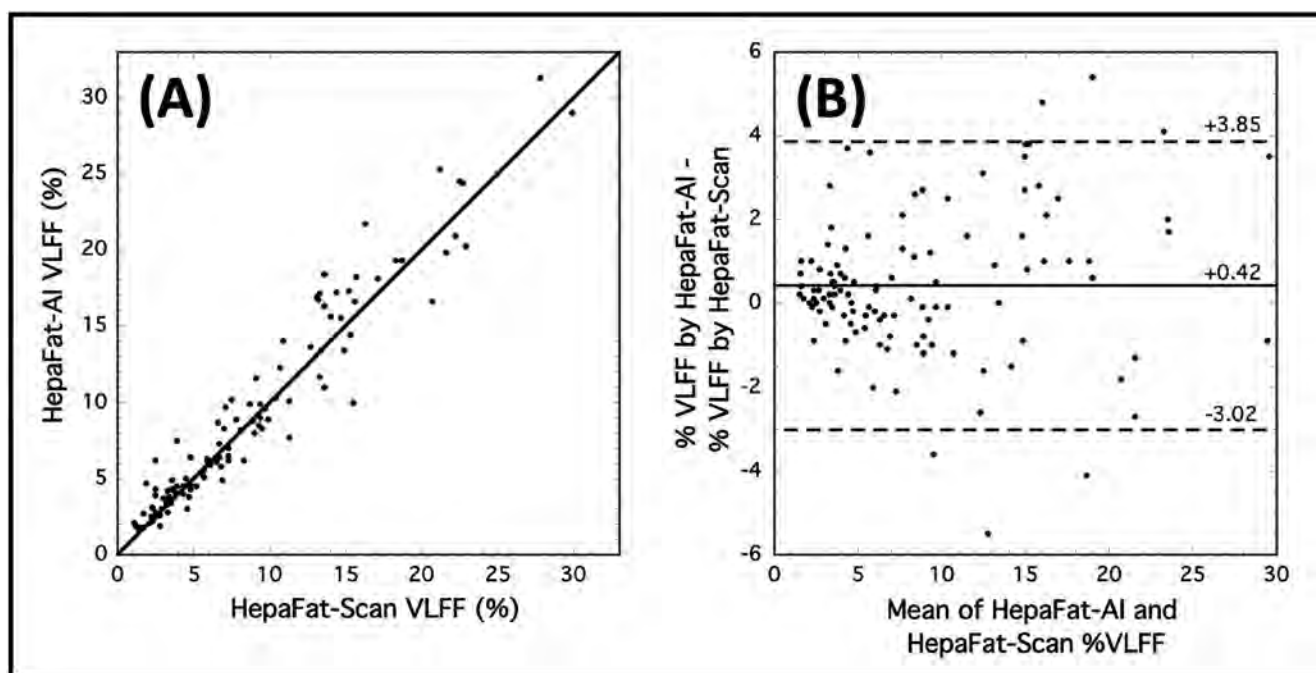 (A)
HepaFat-AI VLFF (%)
30
25
20
15
10
5
0
0 5 10 15 20 25 30
HepaFat-Scan VLFF (%)
(B)
% VLFF by HepaFat-AI -
% VLFF by HepaFat-Scan
6
4
2
0
-2
-4
-6
+3.85
+0.42
-3.02
0 5 10 15 20 25 30
Mean of HepaFat-AI and
HepaFat-Scan %VLFF